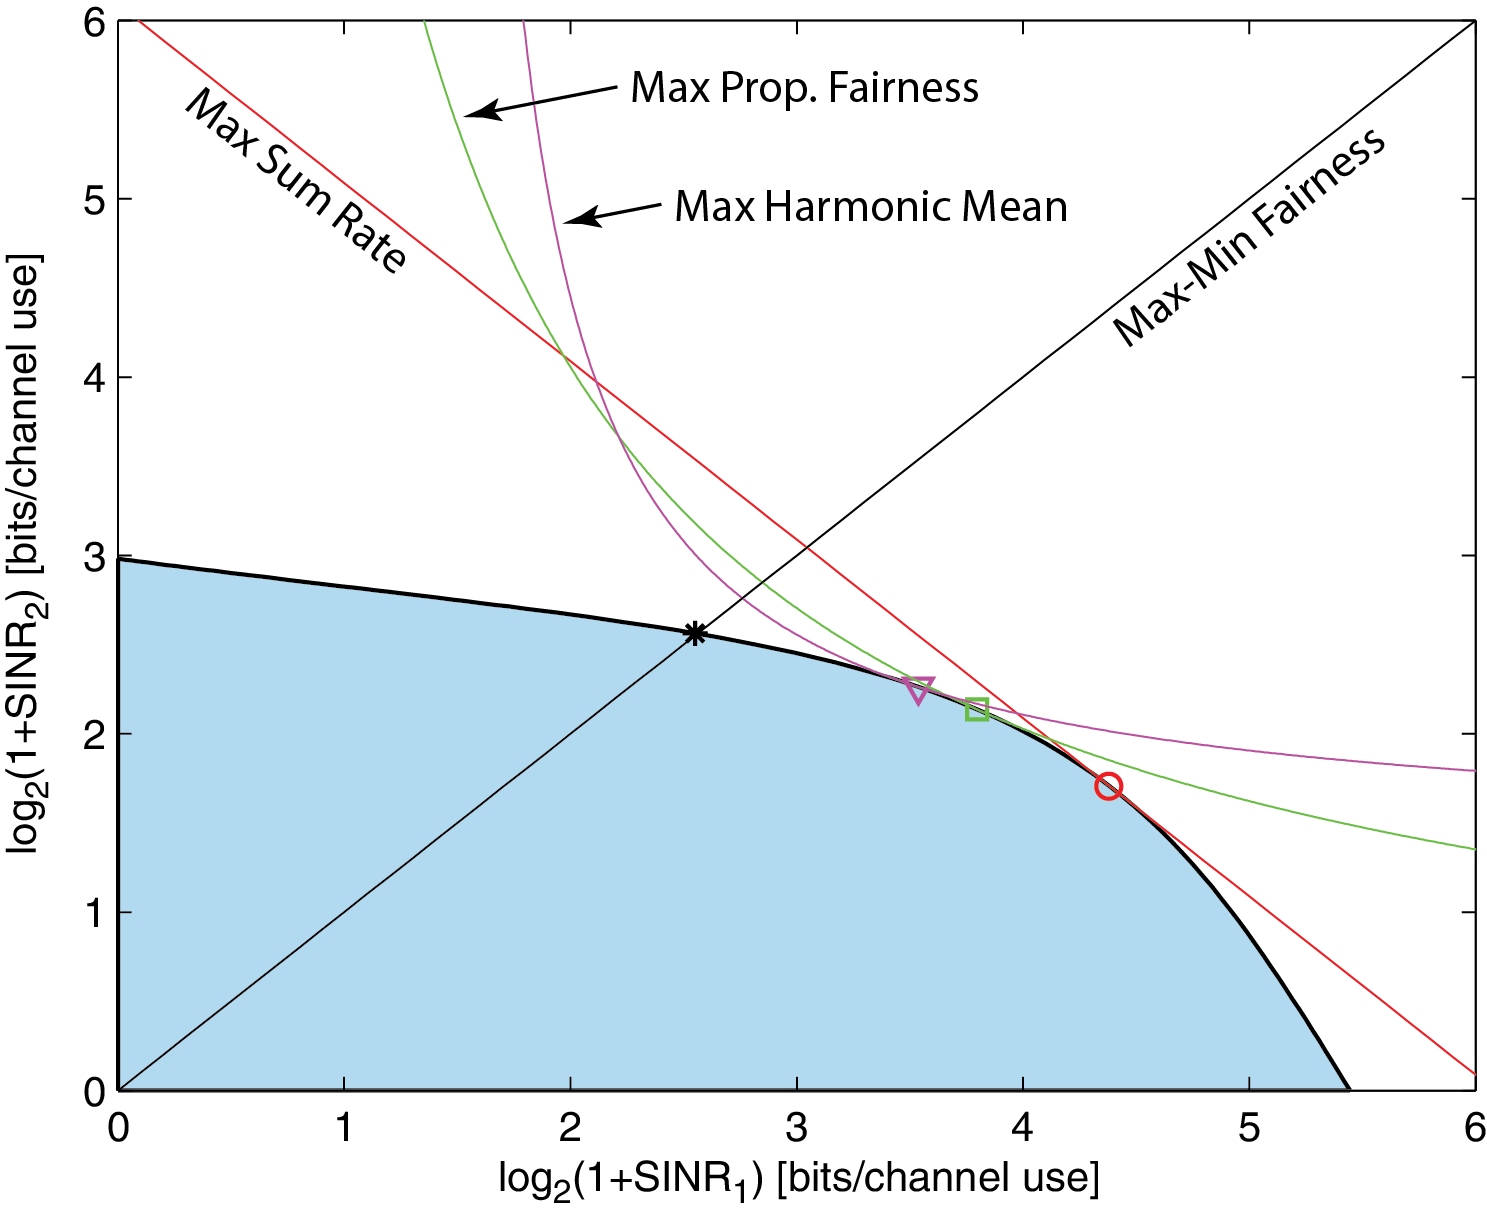 6
Max Prop. Fairness
Max Sum Rate
Max Harmonic Mean
Max-Min Fairness
5
4
3
2
1
0
log2(1+SINR2) [bits/channel use]
0 1 2 3 4 5 6
log2(1+SINR1) [bits/channel use]